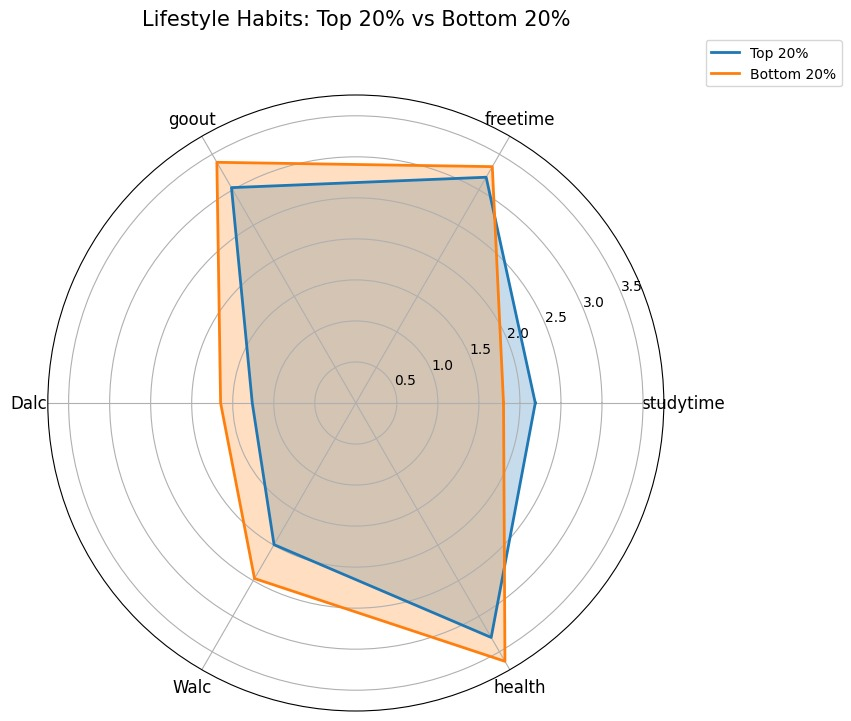 Lifestyle Habits: Top 20% vs Bottom 20%
Top 20%
Bottom 20%
goout
freetime
3.5
3.0
2.5
2.0
1.5
1.0
0.5
Dalc
studytime
Walc
health